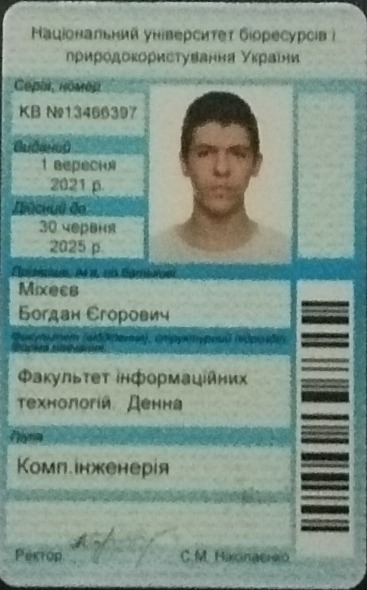 Національний університет біоресурсів і
природокористування України
Серія, номер
КВ №13466397
Виданий
1 вересня
2021 р.
Дійсний до
30 червня
2025 р.
Прізвище, ім'я, по батькові
Міхеєв
Богдан Єгорович
Факультет (відділення), структурний підрозділ
форма навчання
Факультет інформаційних
технологій. Денна
Комп.інженерія
Ректор С.М. Ніколаєнко